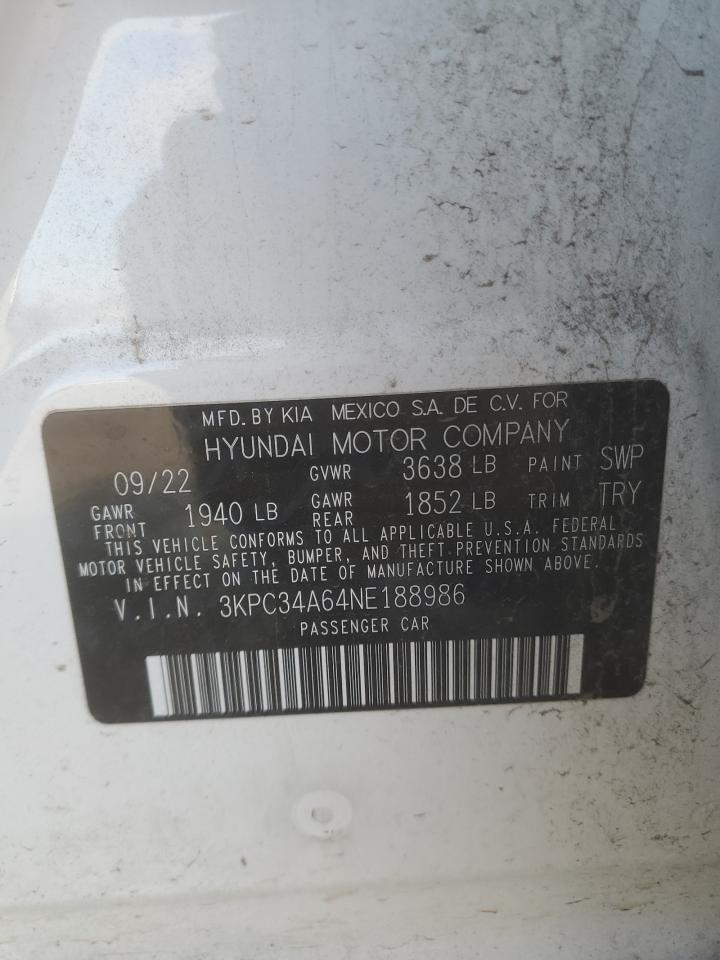 MFD. BY KIA MEXICO S.A. DE C.V. FOR
HYUNDAI MOTOR COMPANY
09/22 GVWR 3638 LB PAINT SWP
GAWR FRONT 1940 LB GAWR REAR 1852 LB TRIM TRY
THIS VEHICLE CONFORMS TO ALL APPLICABLE U.S.A. FEDERAL
MOTOR VEHICLE SAFETY, BUMPER, AND THEFT PREVENTION STANDARDS
IN EFFECT ON THE DATE OF MANUFACTURE SHOWN ABOVE.
V.I.N. 3KPC34A64NE188986
PASSENGER CAR